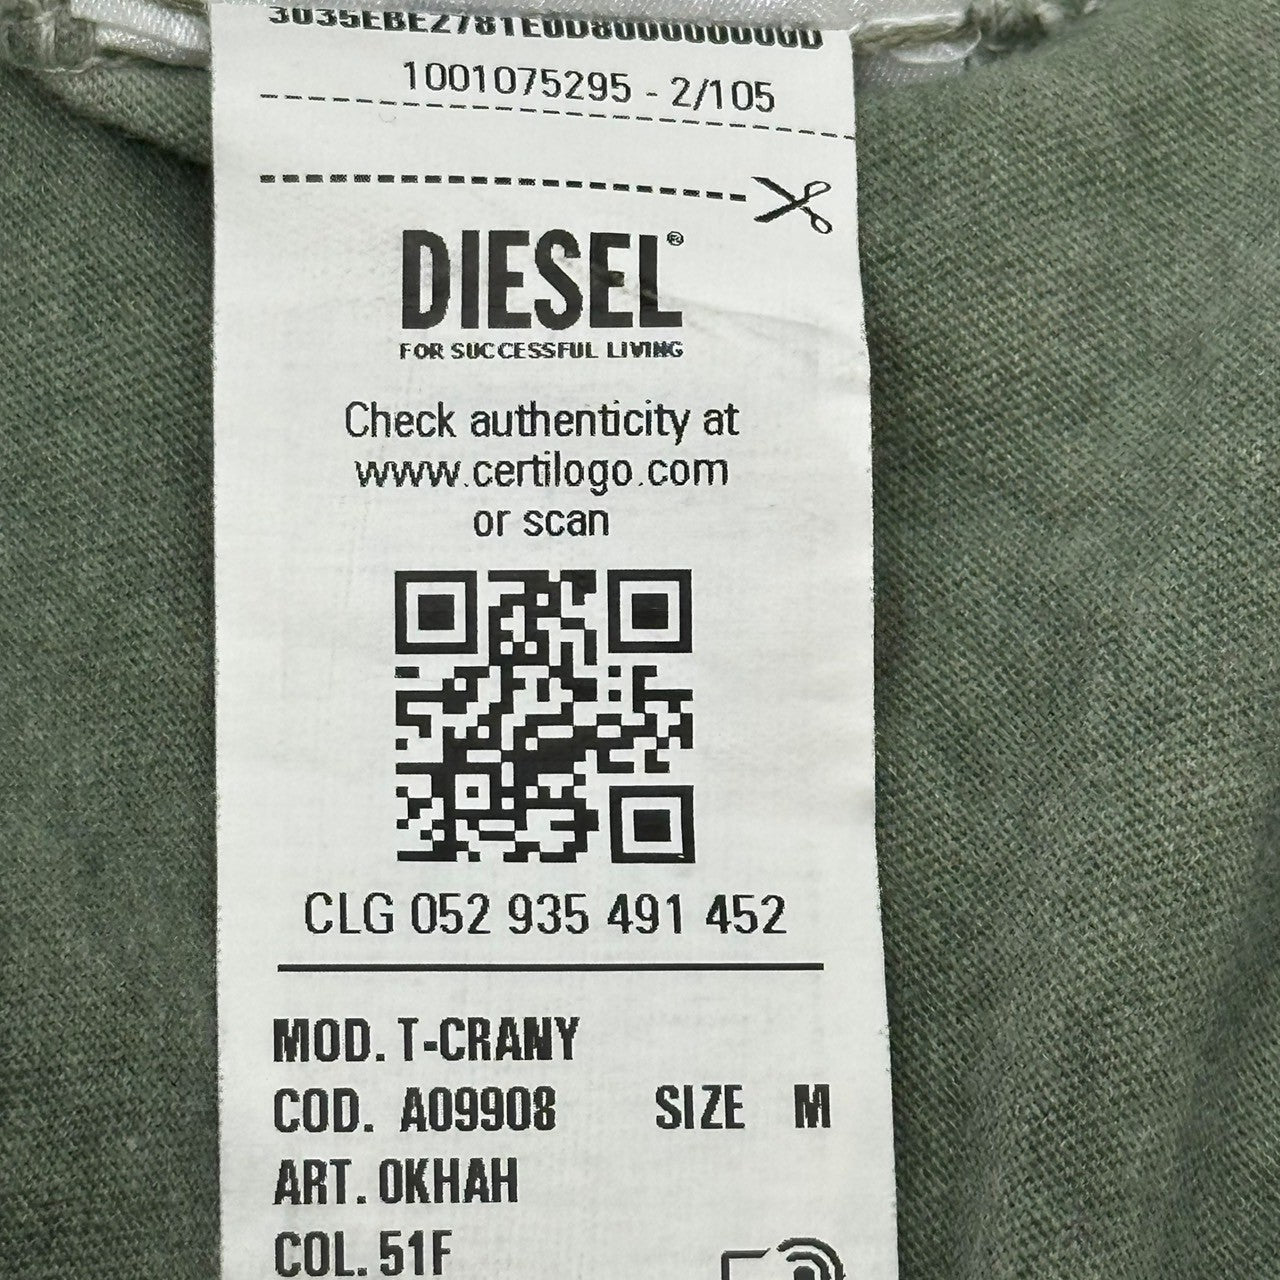 3035EBE2781E0D800000000D
1001075295 - 2/105
DIESEL®
FOR SUCCESSFUL LIVING
Check authenticity at
www.certilogo.com
or scan
CLG 052 935 491 452
MOD. T-CRANY
COD. A09908 SIZE M
ART. 0KHAH
COL. 51F